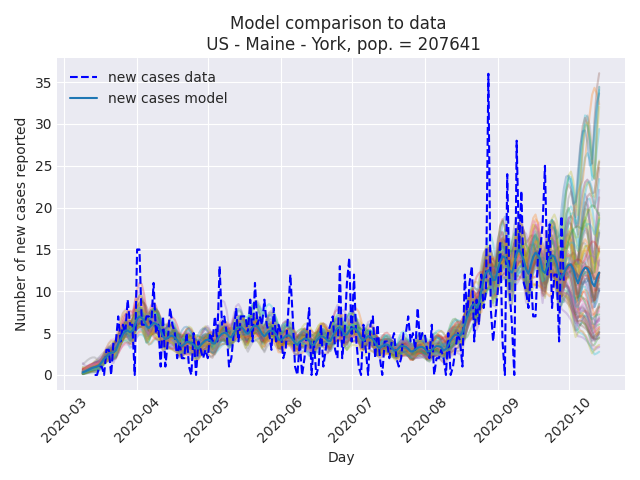 Model comparison to data
US - Maine - York, pop. = 207641
new cases data
new cases model
Number of new cases reported
35
30
25
20
15
10
5
0
2020-03
2020-04
2020-05
2020-06
2020-07
2020-08
2020-09
2020-10
Day